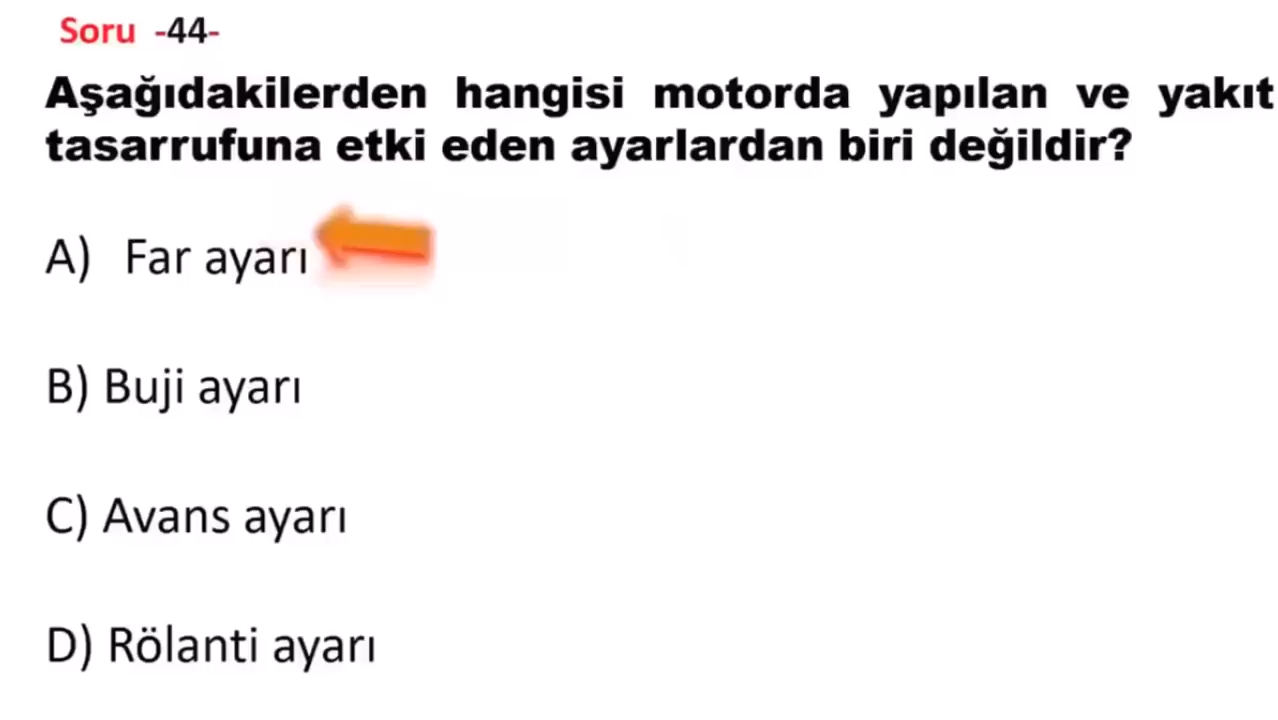 Soru -44-
Aşağıdakilerden hangisi motorda yapılan ve yakıt
tasarrufuna etki eden ayarlardan biri değildir?
A) Far ayarı
B) Buji ayarı
C) Avans ayarı
D) Rölanti ayarı